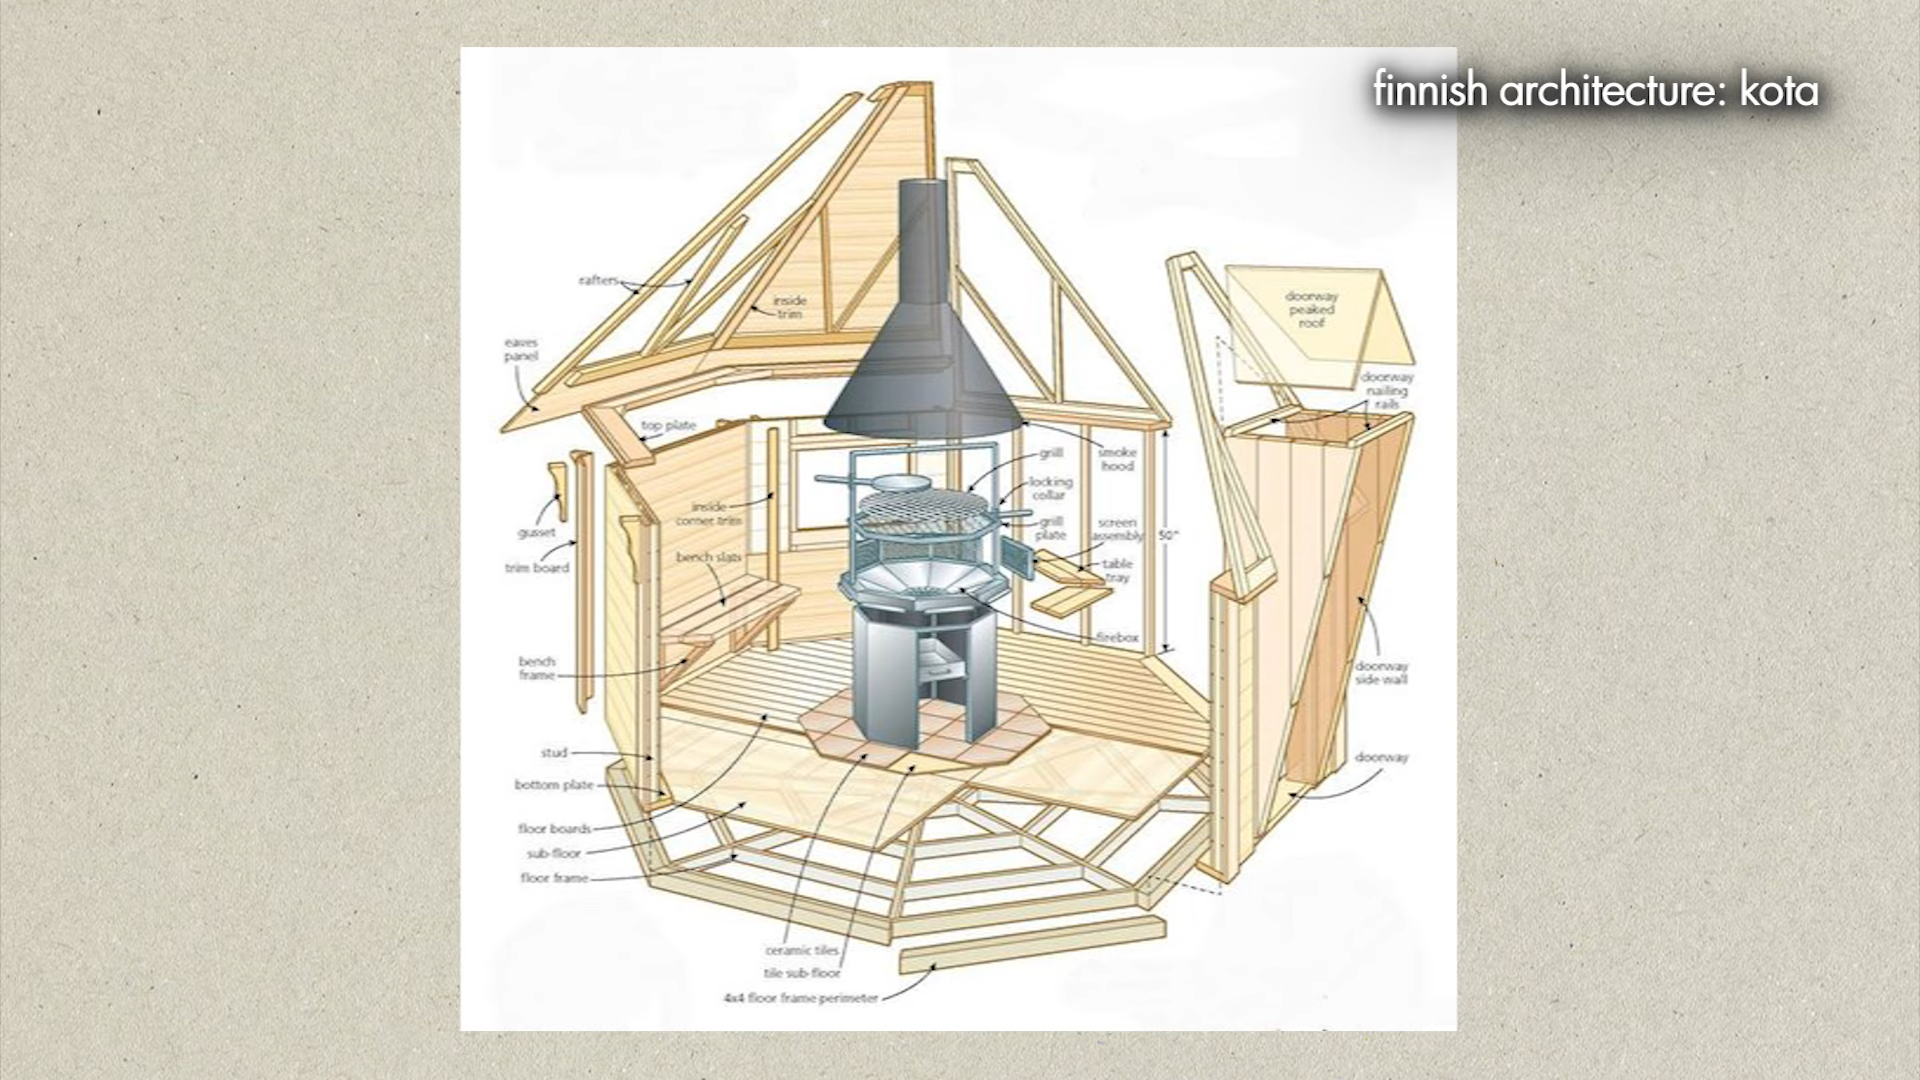 finnish architecture: kota
rafters
inside
trim
doorway
peaked
roof
eaves
panel
doorway
nailing
rails
top plate
grill
smoke
hood
locking
collar
inside
corner trim
gusset
grill
plate
screen
assembly
50"
bench slats
trim board
table
tray
firebox
bench
frame
doorway
side wall
stud
doorway
bottom plate
floor boards
sub-floor
floor frame
ceramic tiles
tile sub-floor
4x4 floor frame perimeter